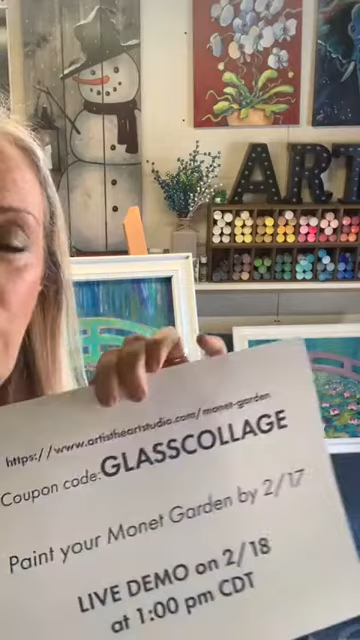 ART
https://www.artistheartstudio.com/monet-garden
Coupon code:GLASSCOLLAGE
Paint your Monet Garden by 2/17
LIVE DEMO on 2/18
at 1:00 pm CDT